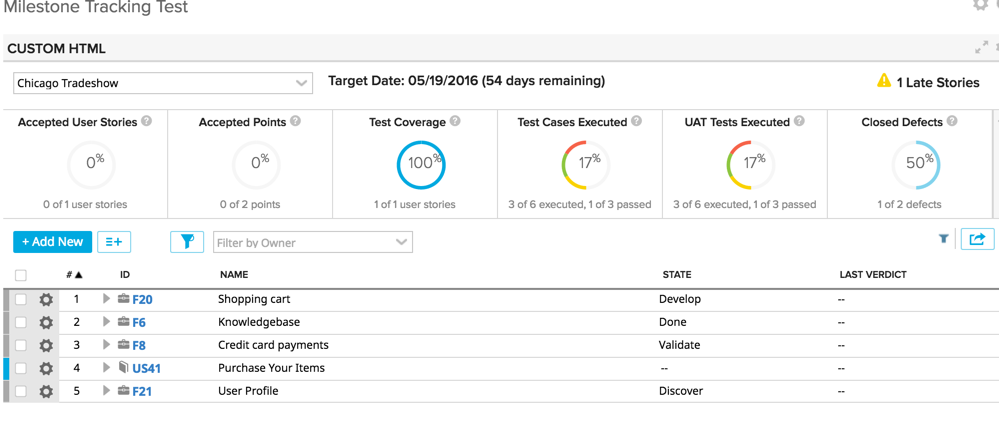 Milestone Tracking Test
CUSTOM HTML
Chicago Tradeshow Target Date: 05/19/2016 (54 days remaining) 1 Late Stories
Accepted User Stories ? Accepted Points ? Test Coverage ? Test Cases Executed ? UAT Tests Executed ? Closed Defects ?
0% 0% 100% 17% 17% 50%
0 of 1 user stories 0 of 2 points 1 of 1 user stories 3 of 6 executed, 1 of 3 passed 3 of 6 executed, 1 of 3 passed 1 of 2 defects
+ Add New Filter by Owner
# ID NAME STATE LAST VERDICT
1 F20 Shopping cart Develop --
2 F6 Knowledgebase Done --
3 F8 Credit card payments Validate --
4 US41 Purchase Your Items -- --
5 F21 User Profile Discover --